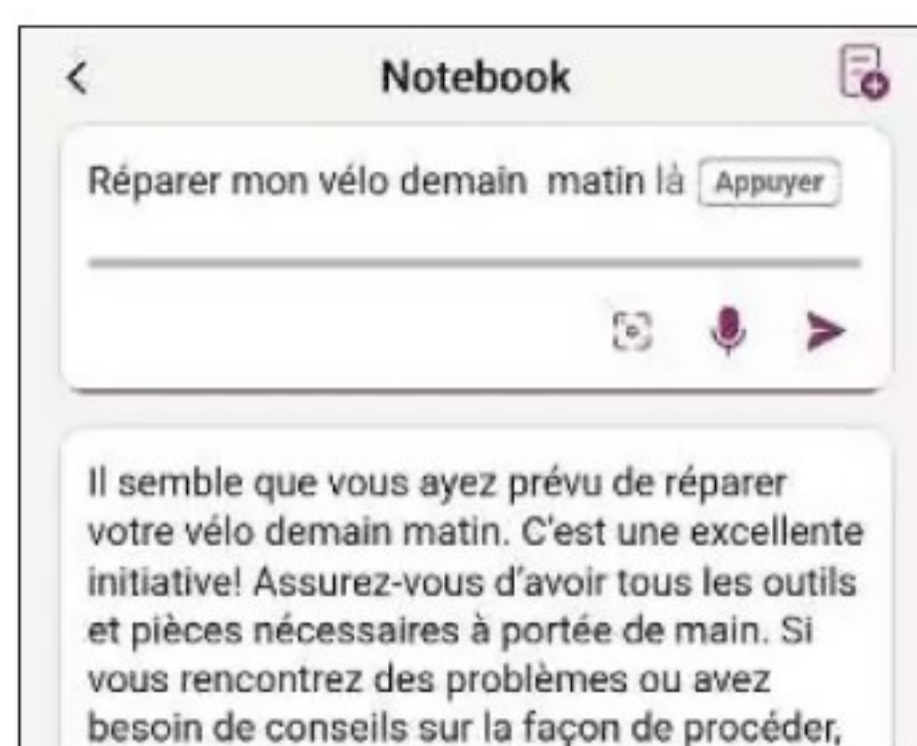 Notebook
Réparer mon vélo demain matin là Appuyer
Il semble que vous ayez prévu de réparer
votre vélo demain matin. C'est une excellente
initiative! Assurez-vous d'avoir tous les outils
et pièces nécessaires à portée de main. Si
vous rencontrez des problèmes ou avez
besoin de conseils sur la façon de procéder,